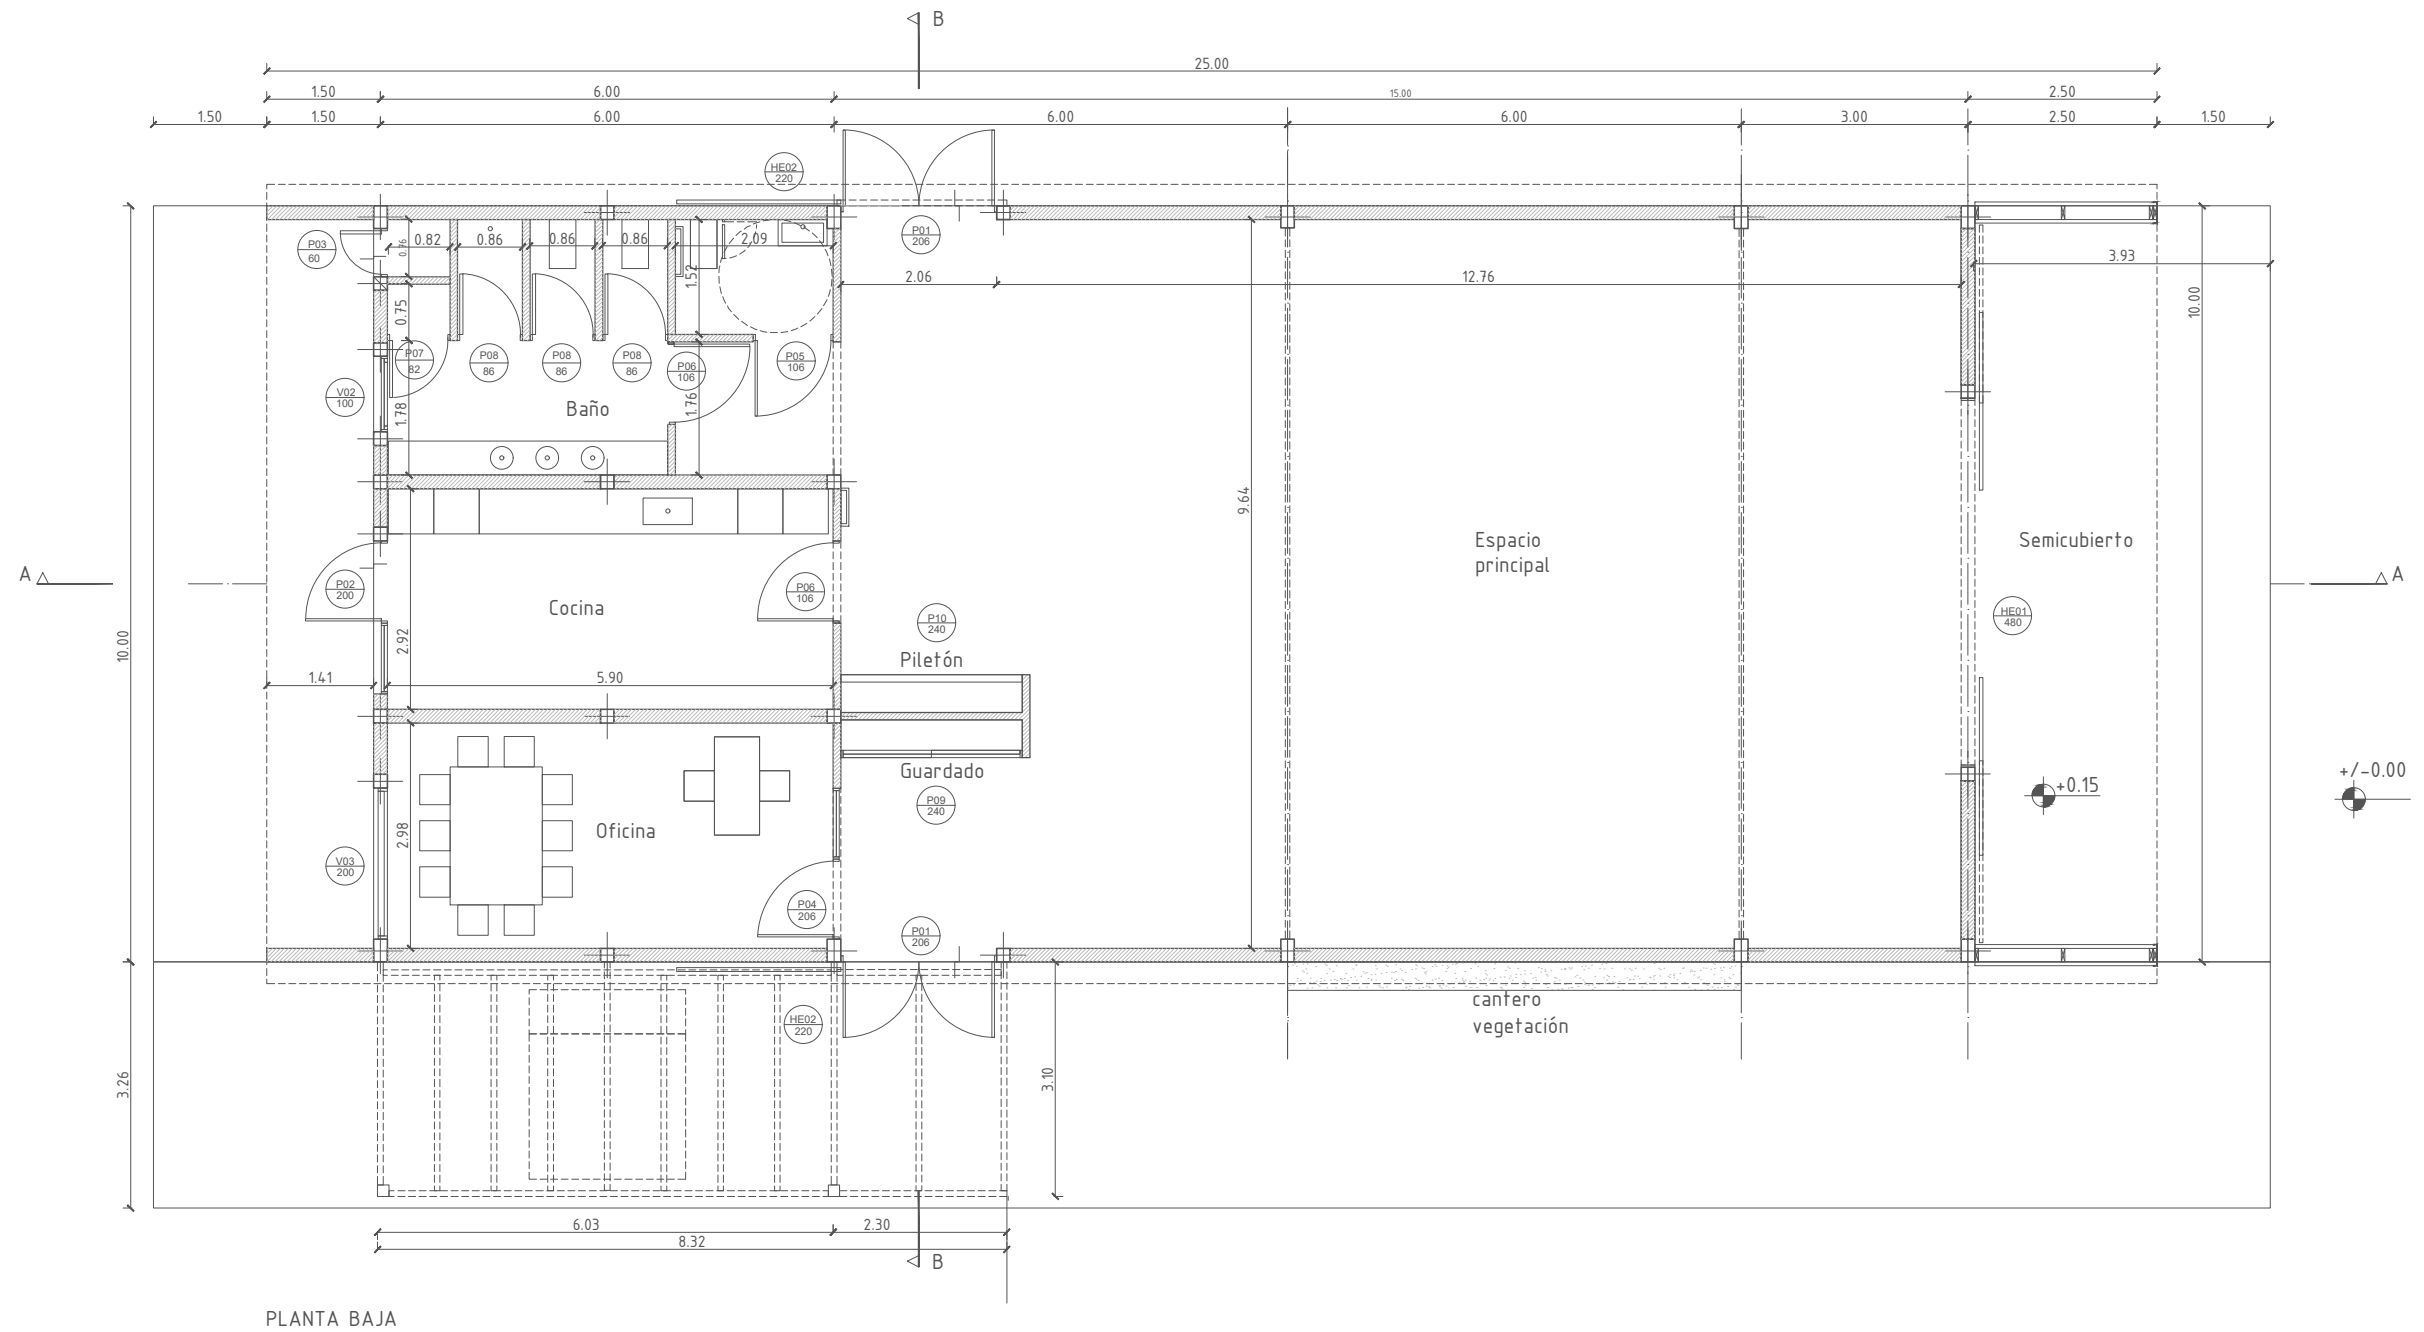 B
25.00
1.50
6.00
15.00
2.50
1.50
1.50
6.00
6.00
6.00
3.00
2.50
1.50
HE02
220
P03
60
0.76
0.82
0.86
0.86
0.86
2.09
P01
206
1.52
2.06
12.76
3.93
10.00
0.75
P07
82
P08
86
P08
86
P08
86
P06
106
P05
106
V02
100
1.78
1.76
Baño
9.64
Espacio
principal
Semicubierto
A
A
P02
200
P06
106
Cocina
P10
240
HE01
480
10.00
2.92
Piletón
1.41
5.90
Guardado
P09
240
+0.15
+/-0.00
Oficina
2.98
V03
200
P04
206
P01
206
cantero
vegetación
HE02
220
3.26
3.10
6.03
2.30
8.32
B
PLANTA BAJA